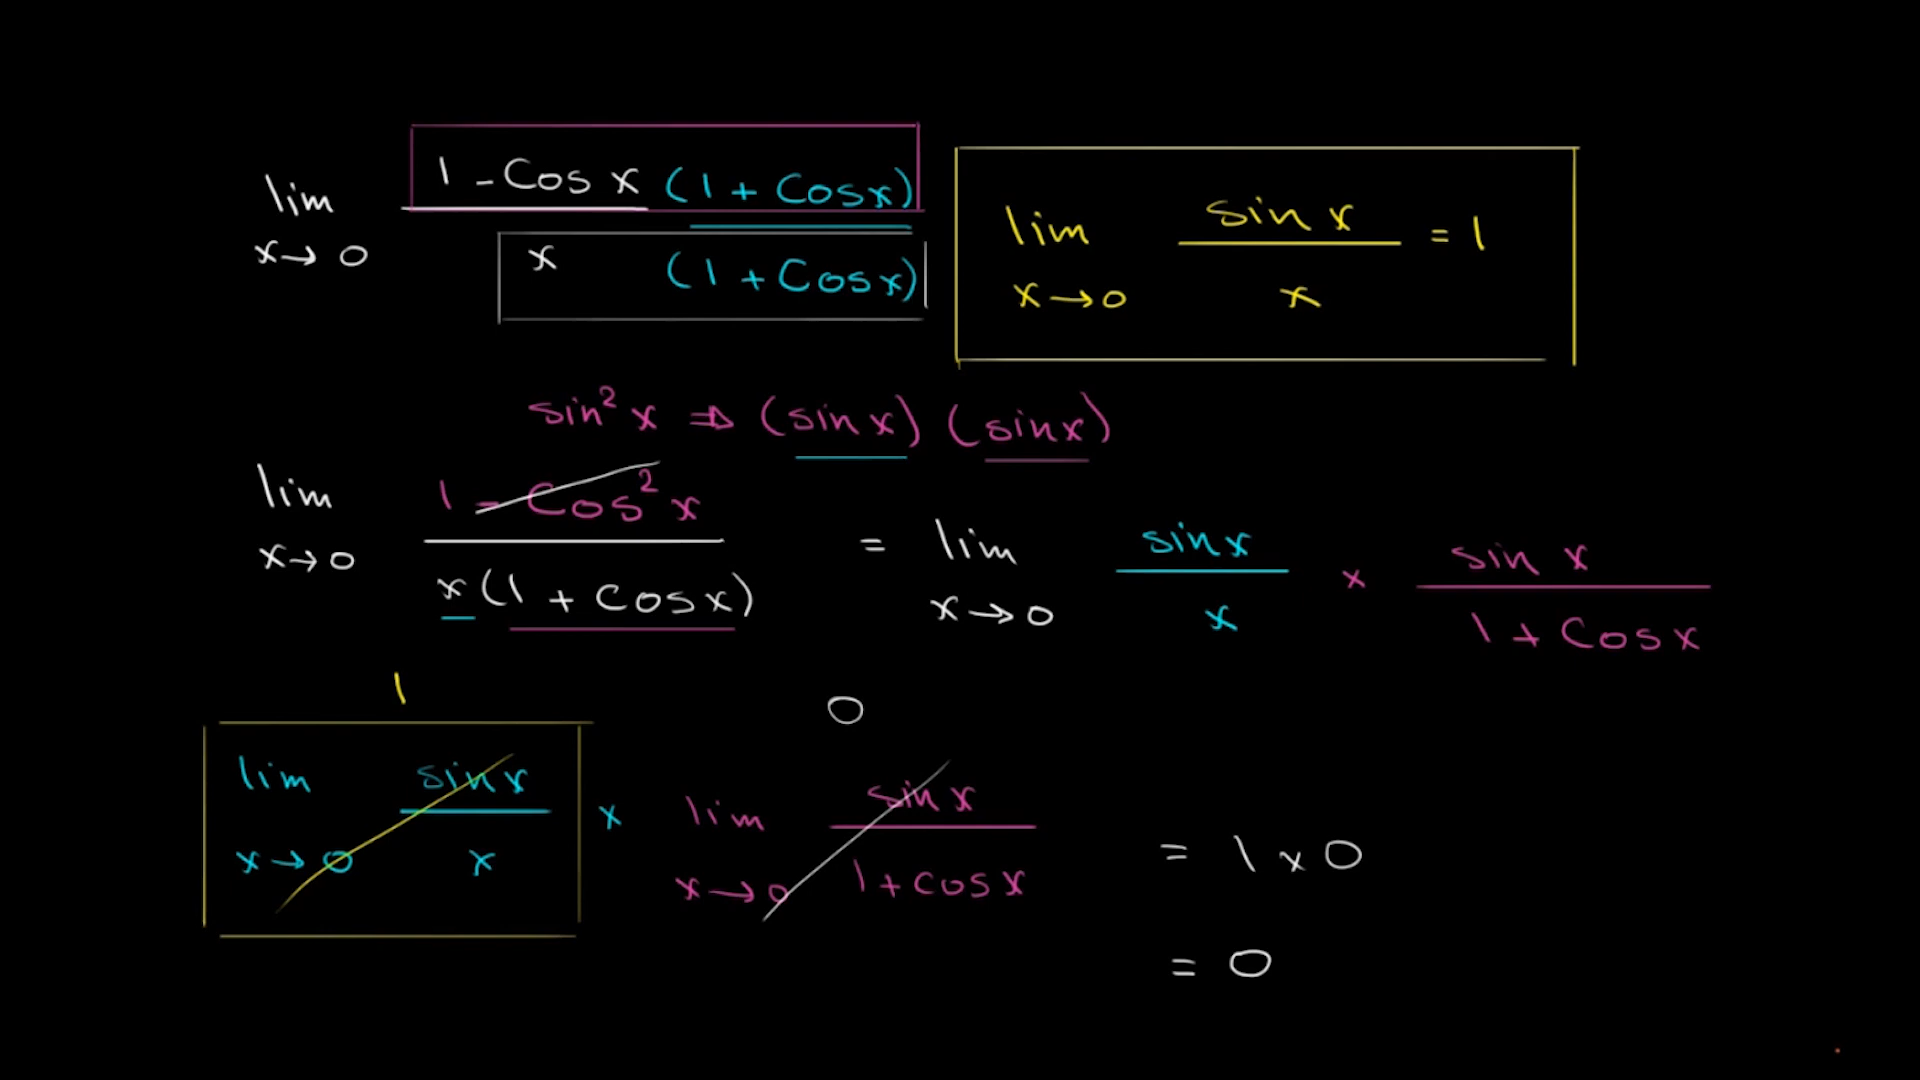 1 - Cos x (1 + Cos x)
lim
x → 0
x (1 + Cos x)
lim sin x = 1
x → 0 x
sin² x ⇒ (sin x) (sin x)
lim 1 - Cos² x
x → 0 x (1 + Cos x)
= lim sin x × sin x
x → 0 x 1 + Cos x
1
lim sin x
x → 0 x
×
0
lim sin x
x → 0 1 + cos x
= 1 × 0
= 0